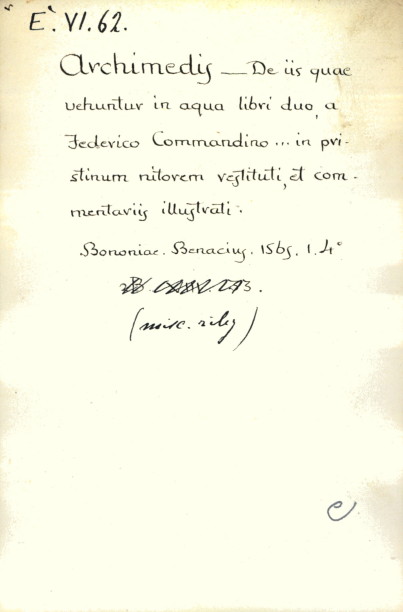 E. VI. 62.
Archimedis — De iis quae
vehuntur in aqua libri duo, a
Federico Commandino ... in pri-
stinum nitorem restituti, et com-
mentariis illustrati.
Bononiae. Benacius. 1565. 1. 4°
(misc. rileg)
e